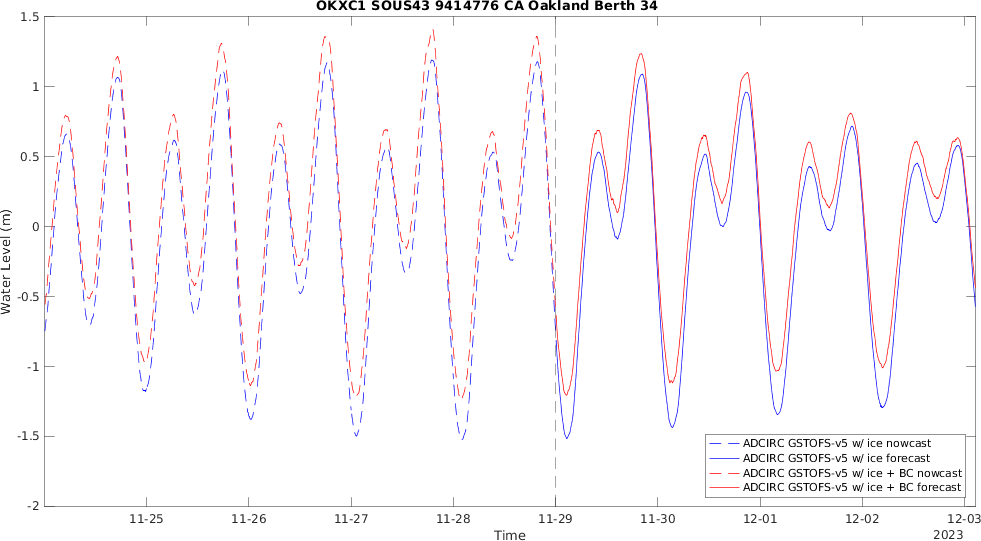 OKXC1 SOUS43 9414776 CA Oakland Berth 34
1.5
1
0.5
0
-0.5
-1
-1.5
-2
Water Level (m)
ADCIRC GSTOFS-v5 w/ ice nowcast
ADCIRC GSTOFS-v5 w/ ice forecast
ADCIRC GSTOFS-v5 w/ ice + BC nowcast
ADCIRC GSTOFS-v5 w/ ice + BC forecast
11-25 11-26 11-27 11-28 11-29 11-30 12-01 12-02 12-03
Time
2023